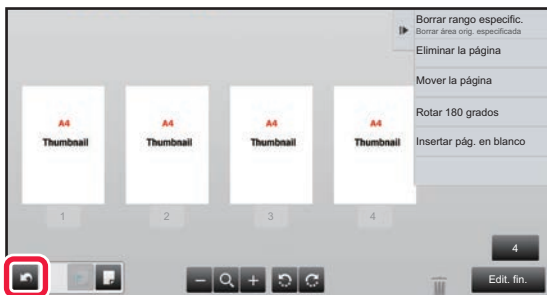 Borrar rango especific.
Borrar área orig. especificada
Eliminar la página
Mover la página
Rotar 180 grados
Insertar pág. en blanco
A4 A4 A4 A4
Thumbnail Thumbnail Thumbnail Thumbnail
1 2 3 4
4
Edit. fin.